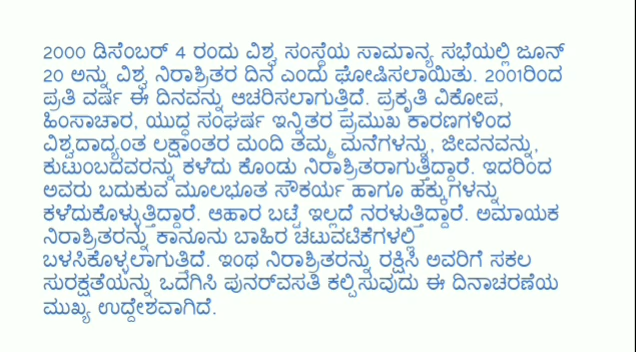 2000 ಡಿಸೆಂಬರ್ 4 ರಂದು ವಿಶ್ವ ಸಂಸ್ಥೆಯ ಸಾಮಾನ್ಯ ಸಭೆಯಲ್ಲಿ ಜೂನ್
20 ಅನ್ನು ವಿಶ್ವ ನಿರಾಶ್ರಿತರ ದಿನ ಎಂದು ಘೋಷಿಸಲಾಯಿತು. 2001ರಿಂದ
ಪ್ರತಿ ವರ್ಷ ಈ ದಿನವನ್ನು ಆಚರಿಸಲಾಗುತ್ತಿದೆ. ಪ್ರಕೃತಿ ವಿಕೋಪ,
ಹಿಂಸಾಚಾರ, ಯುದ್ಧ ಸಂಘರ್ಷ ಇನ್ನಿತರ ಪ್ರಮುಖ ಕಾರಣಗಳಿಂದ
ವಿಶ್ವದಾದ್ಯಂತ ಲಕ್ಷಾಂತರ ಮಂದಿ ತಮ್ಮ ಮನೆಗಳನ್ನು, ಜೀವನವನ್ನು,
ಕುಟುಂಬದವರನ್ನು ಕಳೆದು ಕೊಂಡು ನಿರಾಶ್ರಿತರಾಗುತ್ತಿದ್ದಾರೆ. ಇದರಿಂದ
ಅವರು ಬದುಕುವ ಮೂಲಭೂತ ಸೌಕರ್ಯ ಹಾಗೂ ಹಕ್ಕುಗಳನ್ನು
ಕಳೆದುಕೊಳ್ಳುತ್ತಿದ್ದಾರೆ. ಆಹಾರ ಬಟ್ಟೆ ಇಲ್ಲದೆ ನರಳುತ್ತಿದ್ದಾರೆ. ಅಮಾಯಕ
ನಿರಾಶ್ರಿತರನ್ನು ಕಾನೂನು ಬಾಹಿರ ಚಟುವಟಿಕೆಗಳಲ್ಲಿ
ಬಳಸಿಕೊಳ್ಳಲಾಗುತ್ತಿದೆ. ಇಂಥ ನಿರಾಶ್ರಿತರನ್ನು ರಕ್ಷಿಸಿ ಅವರಿಗೆ ಸಕಲ
ಸುರಕ್ಷತೆಯನ್ನು ಒದಗಿಸಿ ಪುನರ್‌ವಸತಿ ಕಲ್ಪಿಸುವುದು ಈ ದಿನಾಚರಣೆಯ
ಮುಖ್ಯ ಉದ್ದೇಶವಾಗಿದೆ.